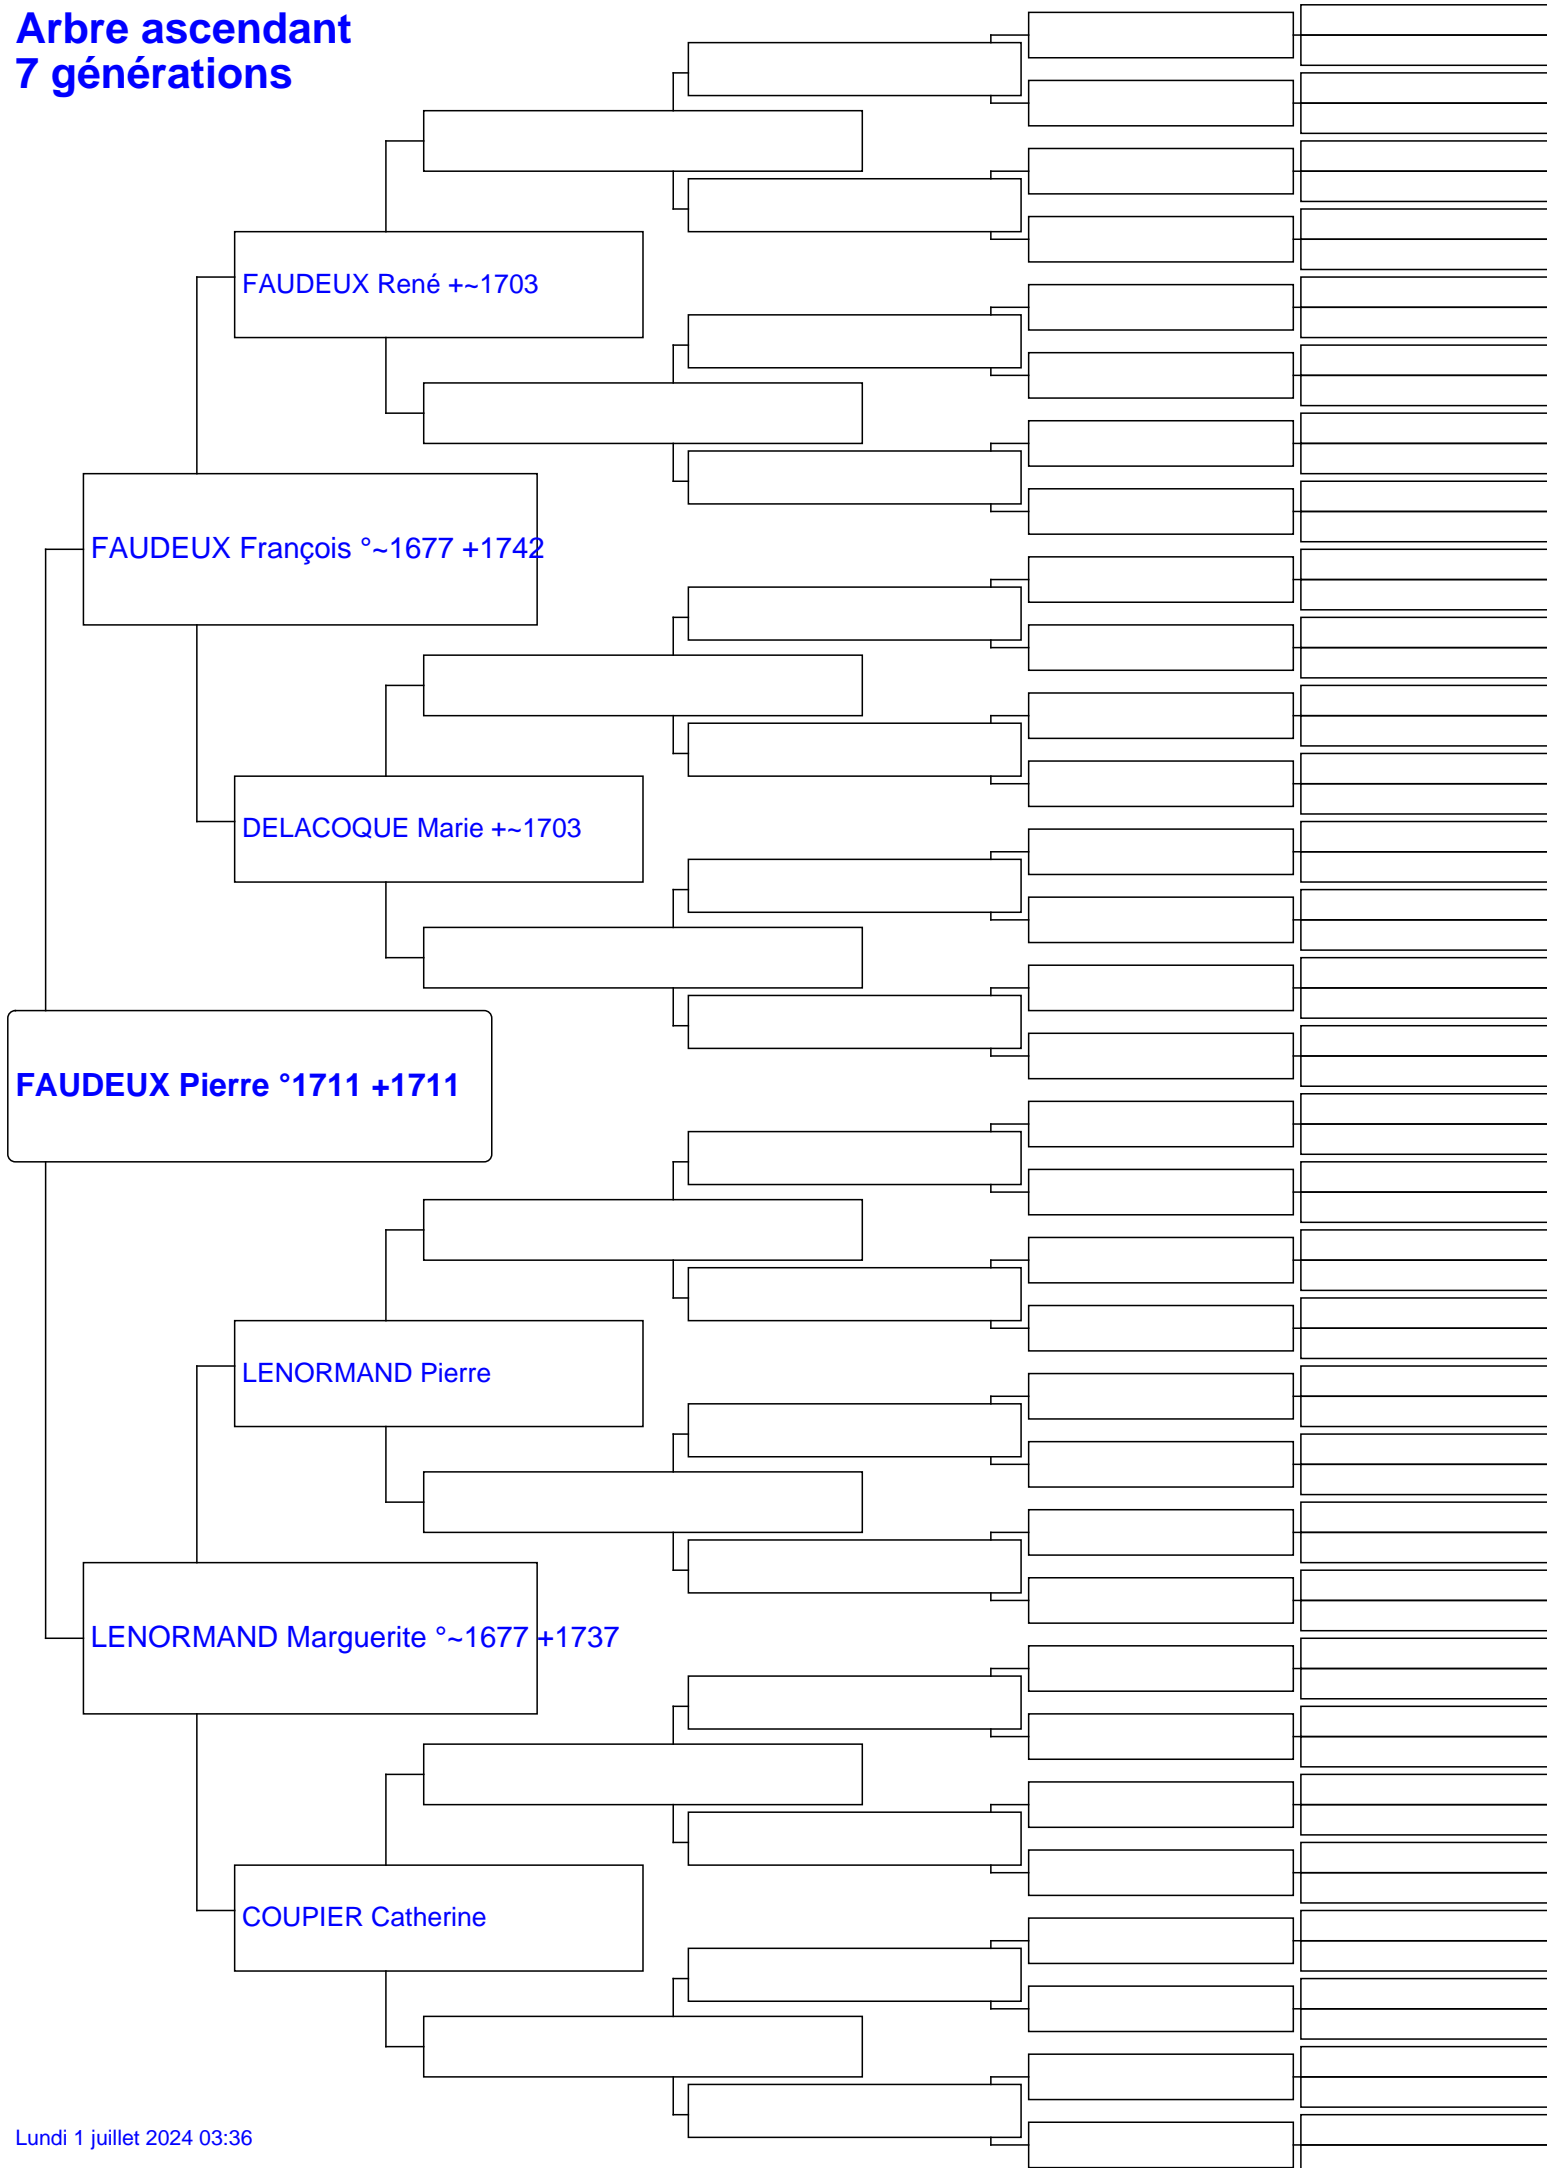 Arbre ascendant
7 générations
FAUDEUX René +~1703
FAUDEUX François °~1677 +1742
DELACOQUE Marie +~1703
FAUDEUX Pierre °1711 +1711
LENORMAND Pierre
LENORMAND Marguerite °~1677 +1737
COUPIER Catherine
Lundi 1 juillet 2024 03:36